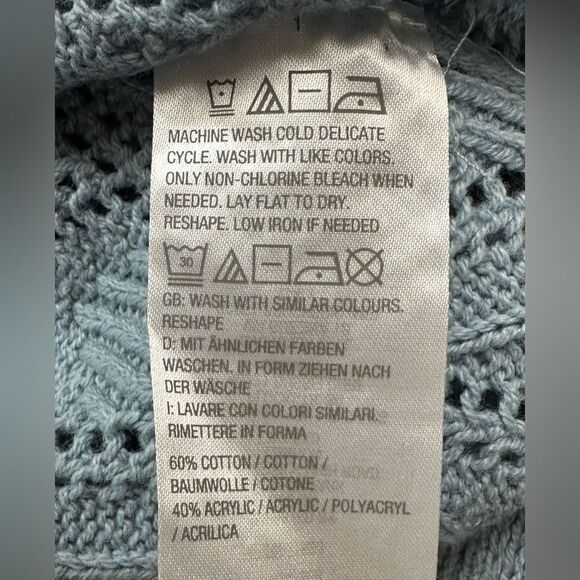 1
MACHINE WASH COLD DELICATE
CYCLE. WASH WITH LIKE COLORS.
ONLY NON-CHLORINE BLEACH WHEN
NEEDED. LAY FLAT TO DRY.
RESHAPE. LOW IRON IF NEEDED
30
GB: WASH WITH SIMILAR COLOURS.
RESHAPE
D: MIT ÄHNLICHEN FARBEN
WASCHEN. IN FORM ZIEHEN NACH
DER WÄSCHE
I: LAVARE CON COLORI SIMILARI.
RIMETTERE IN FORMA
60% COTTON / COTTON /
BAUMWOLLE / COTONE
40% ACRYLIC / ACRYLIC / POLYACRYL
/ ACRILICA